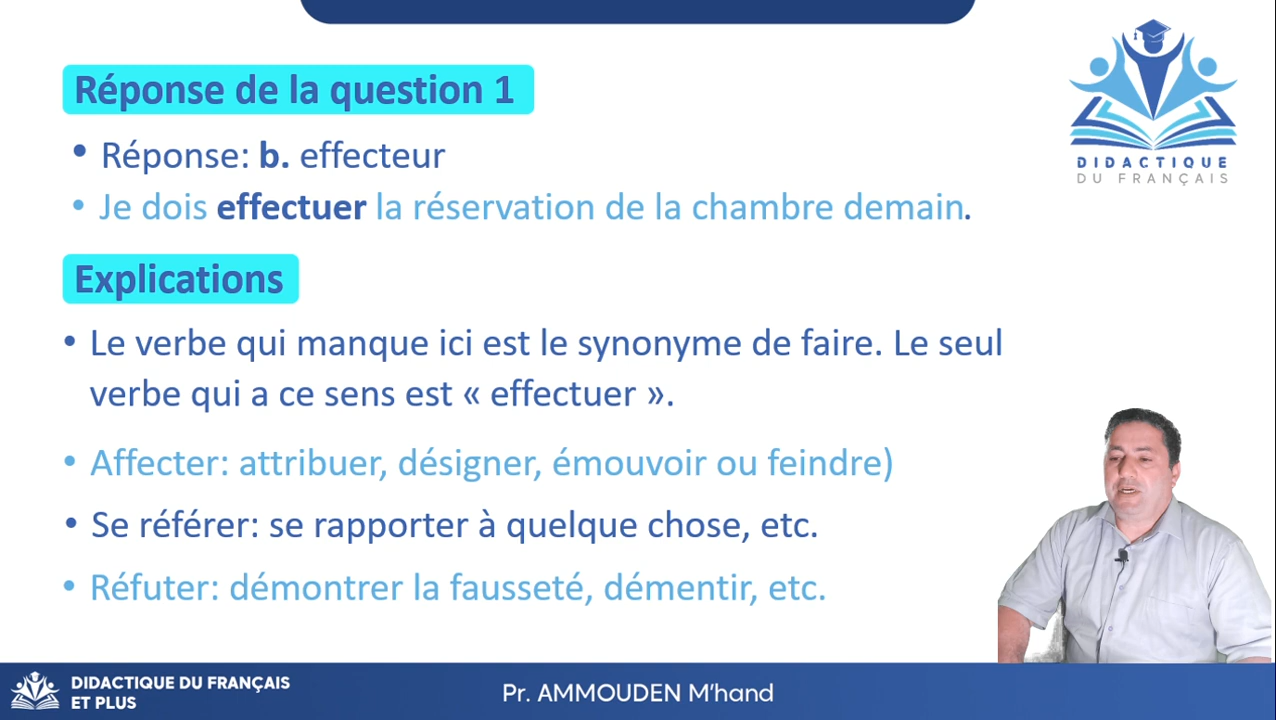 Réponse de la question 1
• Réponse: b. effecteur
• Je dois effectuer la réservation de la chambre demain.
Explications
• Le verbe qui manque ici est le synonyme de faire. Le seul
verbe qui a ce sens est « effectuer ».
• Affecter: attribuer, désigner, émouvoir ou feindre)
• Se référer: se rapporter à quelque chose, etc.
• Réfuter: démontrer la fausseté, démentir, etc.
DIDACTIQUE
DU FRANÇAIS
DIDACTIQUE DU FRANÇAIS
ET PLUS
Pr. AMMOUDEN M'hand